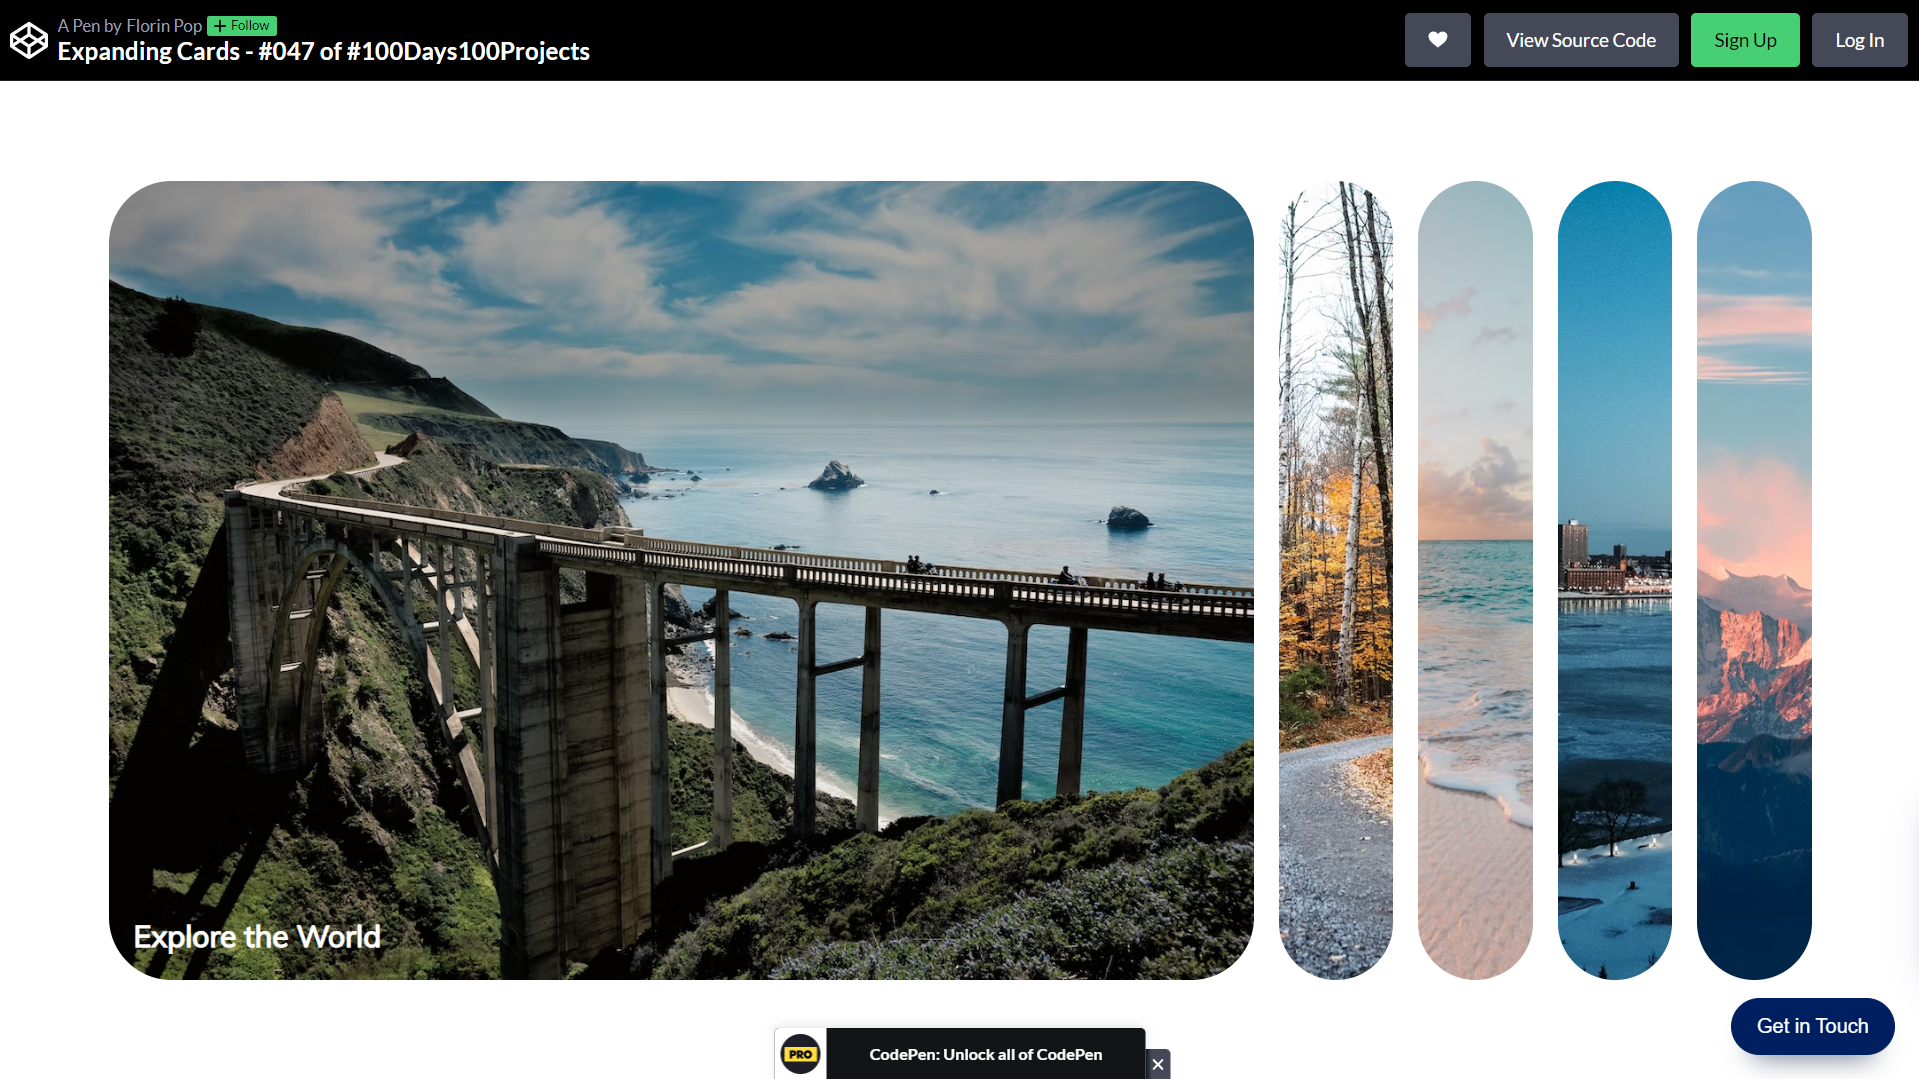 A Pen by Florin Pop + Follow
Expanding Cards - #047 of #100Days100Projects
View Source Code
Sign Up
Log In
Explore the World
Get in Touch
PRO
CodePen: Unlock all of CodePen